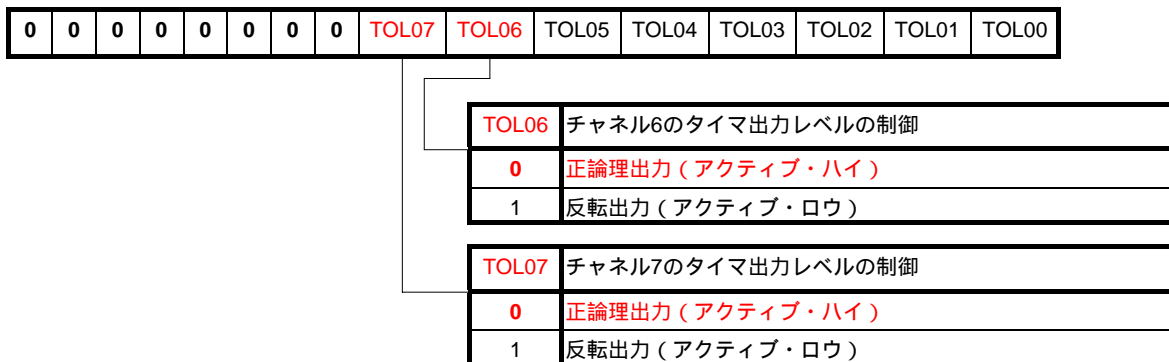 0 0 0 0 0 0 0 0 TOL07 TOL06 TOL05 TOL04 TOL03 TOL02 TOL01 TOL00
TOL06 チャネル6のタイマ出力レベルの制御
0 正論理出力(アクティブ・ハイ)
1 反転出力(アクティブ・ロウ)
TOL07 チャネル7のタイマ出力レベルの制御
0 正論理出力(アクティブ・ハイ)
1 反転出力(アクティブ・ロウ)